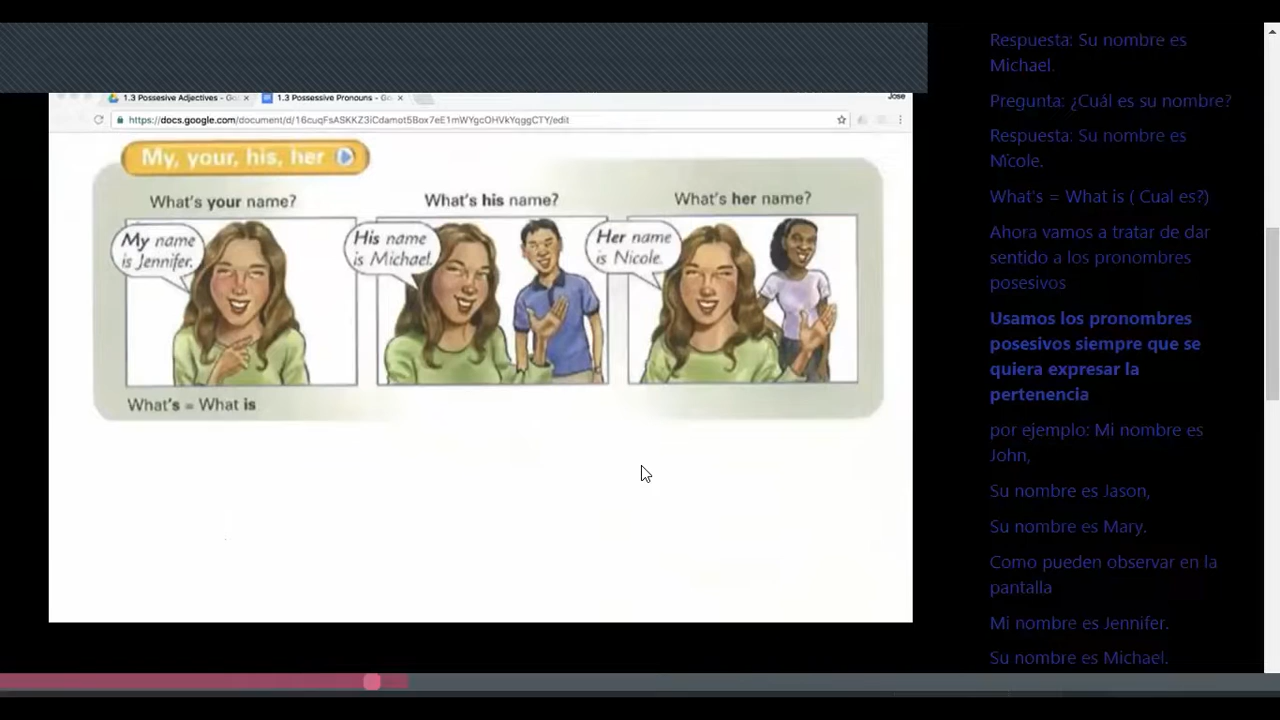 1.3 Possesive Adjectives - Go
1.3 Possessive Pronouns - Go
Jose
https://docs.google.com/document/d/16cuqFsASKKZ3iCdamot5Box7eE1mWYgcOHVkYqggCTY/edit
My, your, his, her
What's your name?
My name
is Jennifer.
What's his name?
His name
is Michael.
What's her name?
Her name
is Nicole.
What's = What is
Respuesta: Su nombre es
Michael.
Pregunta: ¿Cuál es su nombre?
Respuesta: Su nombre es
Nicole.
What's = What is ( Cual es?)
Ahora vamos a tratar de dar
sentido a los pronombres
posesivos
Usamos los pronombres
posesivos siempre que se
quiera expresar la
pertenencia
por ejemplo: Mi nombre es
John,
Su nombre es Jason,
Su nombre es Mary.
Como pueden observar en la
pantalla
Mi nombre es Jennifer.
Su nombre es Michael.